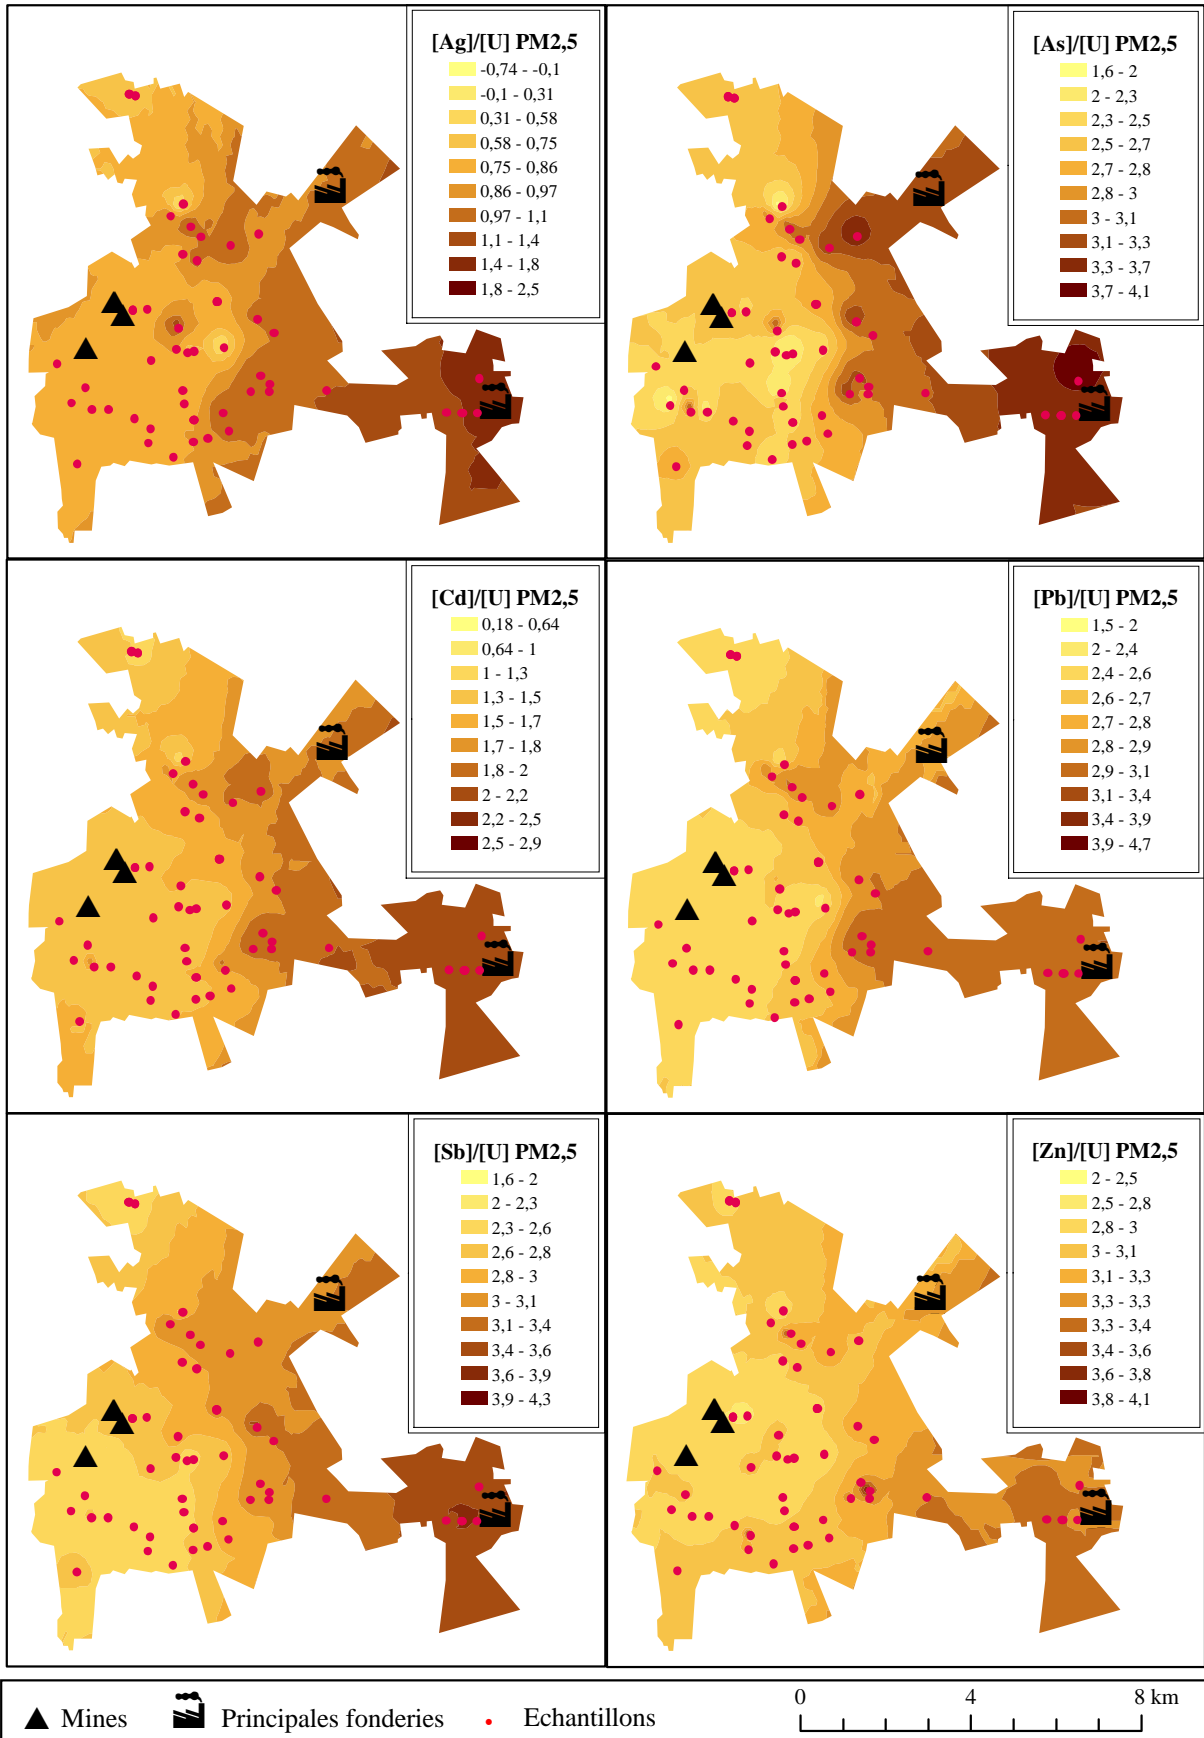 [Ag]/[U] PM2,5
-0,74 - -0,1
-0,1 - 0,31
0,31 - 0,58
0,58 - 0,75
0,75 - 0,86
0,86 - 0,97
0,97 - 1,1
1,1 - 1,4
1,4 - 1,8
1,8 - 2,5
[As]/[U] PM2,5
1,6 - 2
2 - 2,3
2,3 - 2,5
2,5 - 2,7
2,7 - 2,8
2,8 - 3
3 - 3,1
3,1 - 3,3
3,3 - 3,7
3,7 - 4,1
[Cd]/[U] PM2,5
0,18 - 0,64
0,64 - 1
1 - 1,3
1,3 - 1,5
1,5 - 1,7
1,7 - 1,8
1,8 - 2
2 - 2,2
2,2 - 2,5
2,5 - 2,9
[Pb]/[U] PM2,5
1,5 - 2
2 - 2,4
2,4 - 2,6
2,6 - 2,7
2,7 - 2,8
2,8 - 2,9
2,9 - 3,1
3,1 - 3,4
3,4 - 3,9
3,9 - 4,7
[Sb]/[U] PM2,5
1,6 - 2
2 - 2,3
2,3 - 2,6
2,6 - 2,8
2,8 - 3
3 - 3,1
3,1 - 3,4
3,4 - 3,6
3,6 - 3,9
3,9 - 4,3
[Zn]/[U] PM2,5
2 - 2,5
2,5 - 2,8
2,8 - 3
3 - 3,1
3,1 - 3,3
3,3 - 3,3
3,3 - 3,4
3,4 - 3,6
3,6 - 3,8
3,8 - 4,1
Mines
Principales fonderies
Echantillons
0 4 8 km